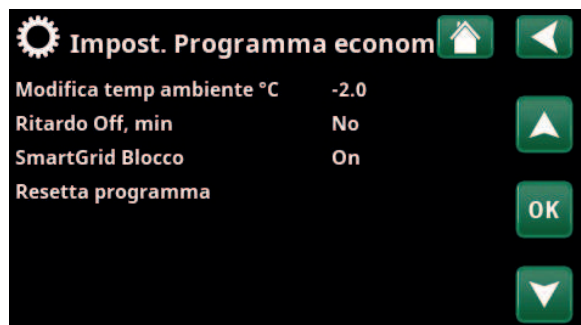 Impost. Programma econom
Modifica temp ambiente °C -2.0
Ritardo Off, min No
SmartGrid Blocco On
Resetta programma
OK